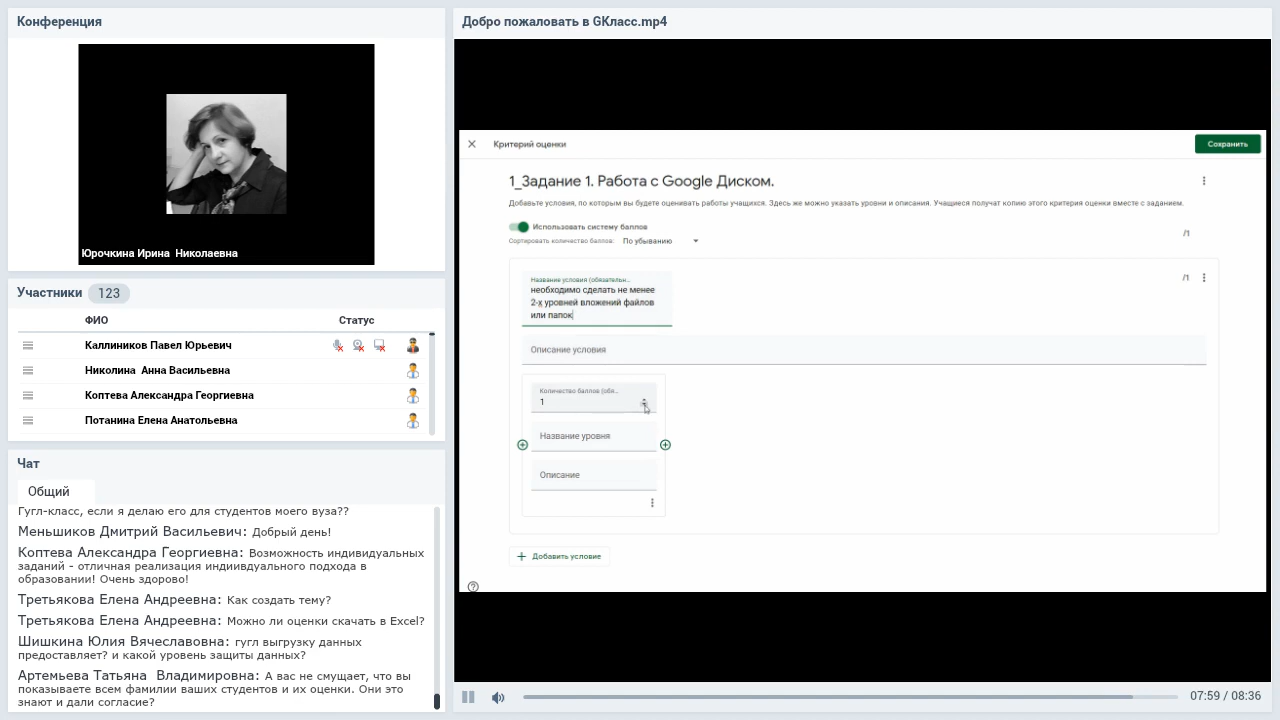 Конференция
Юрочкина Ирина Николаевна
Участники 123
ФИО Статус
Каллиников Павел Юрьевич
Николина Анна Васильевна
Коптева Александра Георгиевна
Потанина Елена Анатольевна
Чат
Общий
Гугл-класс, если я делаю его для студентов моего вуза??
Меньшиков Дмитрий Васильевич: Добрый день!
Коптева Александра Георгиевна: Возможность индивидуальных
заданий - отличная реализация индиивдуального подхода в
образовании! Очень здорово!
Третьякова Елена Андреевна: Как создать тему?
Третьякова Елена Андреевна: Можно ли оценки скачать в Excel?
Шишкина Юлия Вячеславовна: гугл выгрузку данных
предоставляет? и какой уровень защиты данных?
Артемьева Татьяна Владимировна: А вас не смущает, что вы
показываете всем фамилии ваших студентов и их оценки. Они это
знают и дали согласие?
Добро пожаловать в GКласс.mp4
Критерий оценки
Сохранить
1_Задание 1. Работа с Google Диском.
Добавьте условия, по которым вы будете оценивать работы учащихся. Здесь же можно указать уровни и описания. Учащиеся получат копию этого критерия оценки вместе с заданием.
Использовать систему баллов
Сортировать количество баллов: По убыванию
/1
Название условия (обязательн...
/1
необходимо сделать не менее
2-х уровней вложений файлов
или папок
Описание условия
Количество баллов (обя...
1
Название уровня
Описание
Добавить условие
07:59 / 08:36